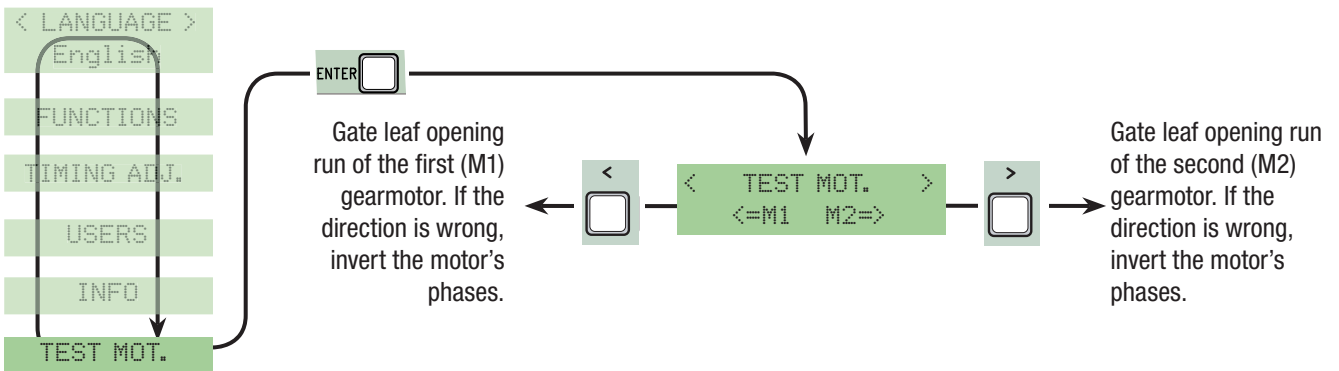 < LANGUAGE >
English
FUNCTIONS
TIMING ADJ.
USERS
INFO
TEST MOT.
ENTER
Gate leaf opening
run of the first (M1)
gearmotor. If the
direction is wrong,
invert the motor's
phases.
<
< TEST MOT. >
<=M1 M2=>
>
Gate leaf opening run
of the second (M2)
gearmotor. If the
direction is wrong,
invert the motor's
phases.